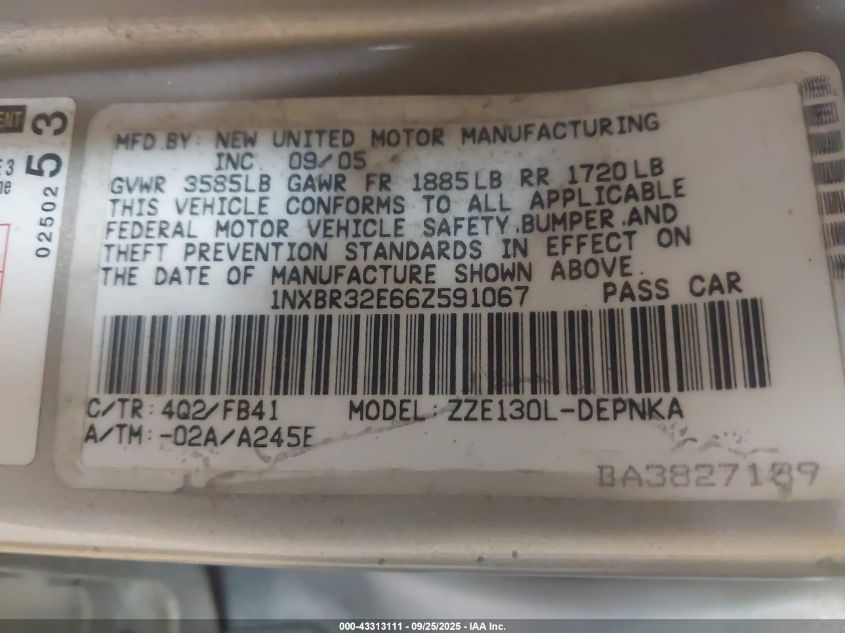 ENT
E 3
ne
02502 53
MFD.BY: NEW UNITED MOTOR MANUFACTURING
INC. 09/05
GVWR 3585LB GAWR FR 1885LB RR 1720LB
THIS VEHICLE CONFORMS TO ALL APPLICABLE
FEDERAL MOTOR VEHICLE SAFETY,BUMPER,AND
THEFT PREVENTION STANDARDS IN EFFECT ON
THE DATE OF MANUFACTURE SHOWN ABOVE.
1NXBR32E66Z591067 PASS CAR
C/TR: 4Q2/FB41 MODEL: ZZE130L-DEPNKA
A/TM: -02A/A245E
BA3827189
000-43313111 - 09/25/2025 - IAA Inc.